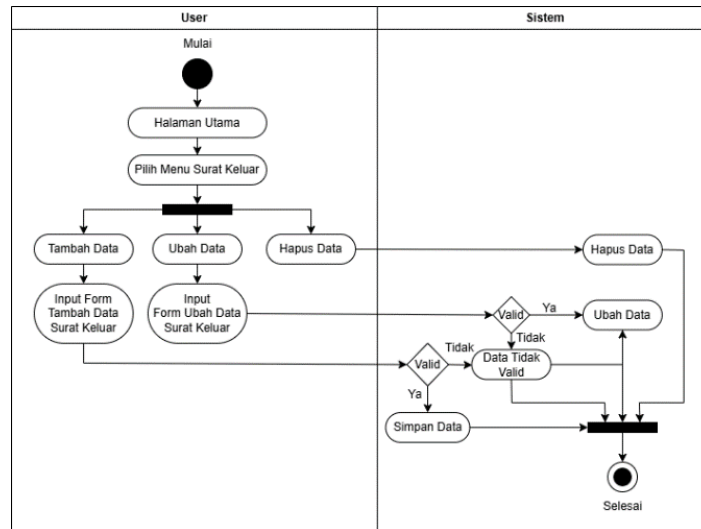 User
Sistem
Mulai
Halaman Utama
Pilih Menu Surat Keluar
Tambah Data
Ubah Data
Hapus Data
Hapus Data
Input Form
Tambah Data
Surat Keluar
Input
Form Ubah Data
Surat Keluar
Valid
Ya
Ubah Data
Tidak
Valid
Tidak
Data Tidak
Valid
Ya
Simpan Data
Selesai